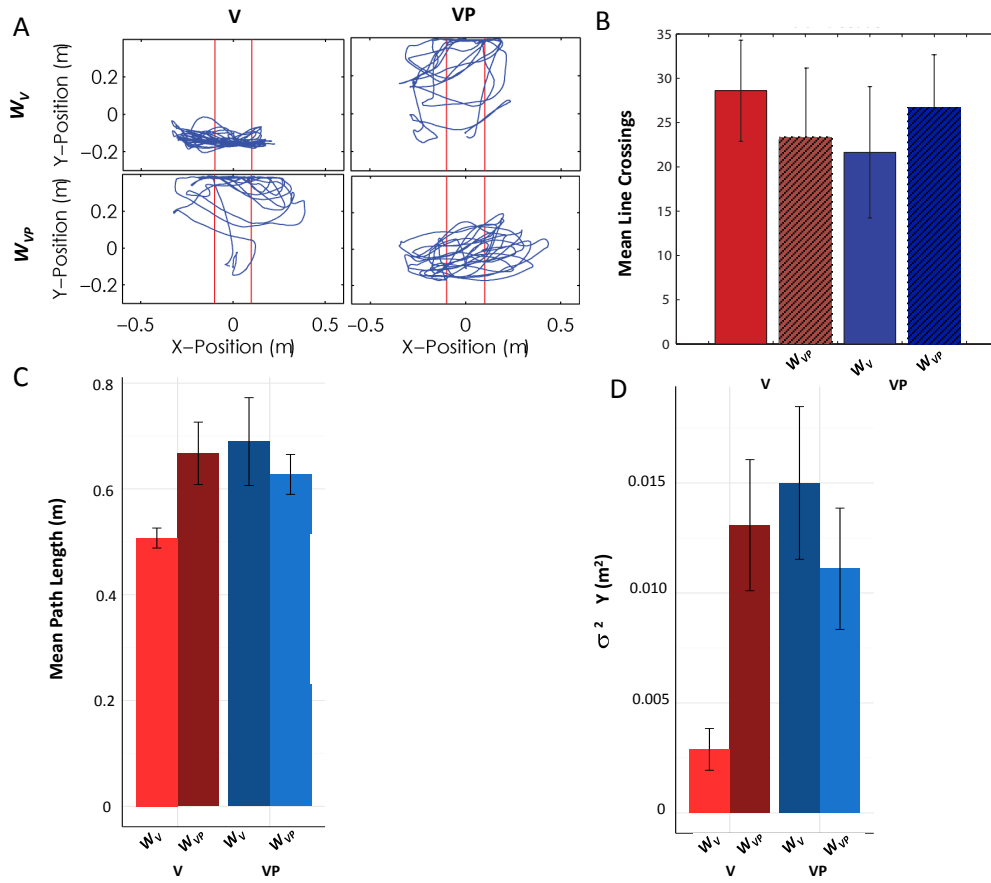 A
V
VP
W_V
Y-Position (m)
0.2
0
-0.2
W_VP
Y-Position (m)
0.2
0
-0.2
-0.5
0
0.5
-0.5
0
0.5
X-Position (m)
X-Position (m)
B
Mean Line Crossings
35
30
25
20
15
10
5
0
W_VP
W_V
W_VP
V
VP
C
Mean Path Length (m)
0.8
0.6
0.4
0.2
0
W_V
W_VP
W_V
W_VP
V
VP
D
σ² Y (m²)
0.015
0.010
0.005
0
W_V
W_VP
W_V
W_VP
V
VP